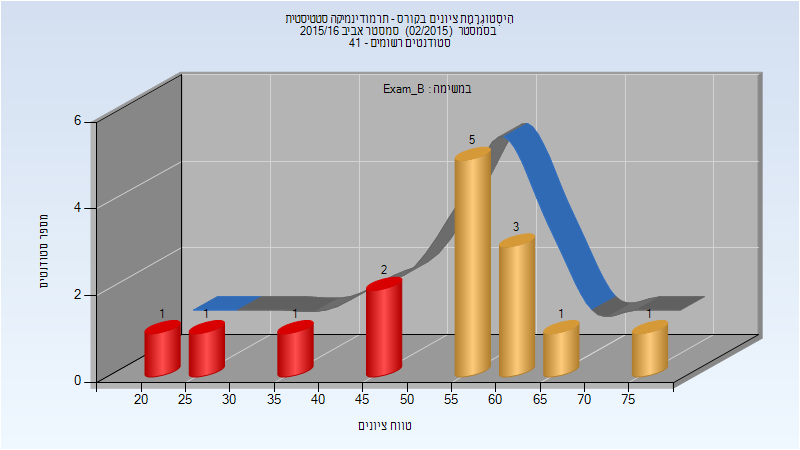 היסטוגרמת ציונים בקורס - תרמודינמיקה סטטיסטית
בסמסטר (02/2015) סמסטר אביב 2015/16
סטודנטים רשומים - 41
במשימה : Exam_B
מספר סטודנטים
6
4
2
0
1
1
1
2
5
3
1
1
20 25 30 35 40 45 50 55 60 65 70 75
טווח ציונים